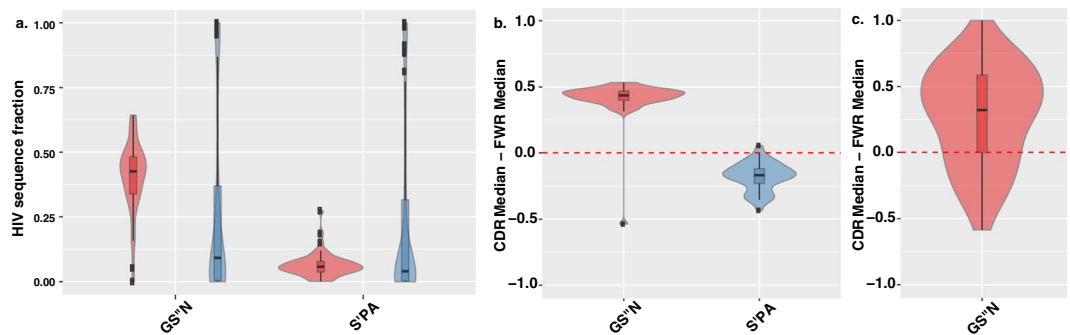 a.
HIV sequence fraction
1.00
0.75
0.50
0.25
0.00
GS"N
S'PA
b.
CDR Median – FWR Median
1.0
0.5
0.0
−0.5
−1.0
GS"N
S'PA
c.
CDR Median – FWR Median
1.0
0.5
0.0
−0.5
−1.0
GS"N